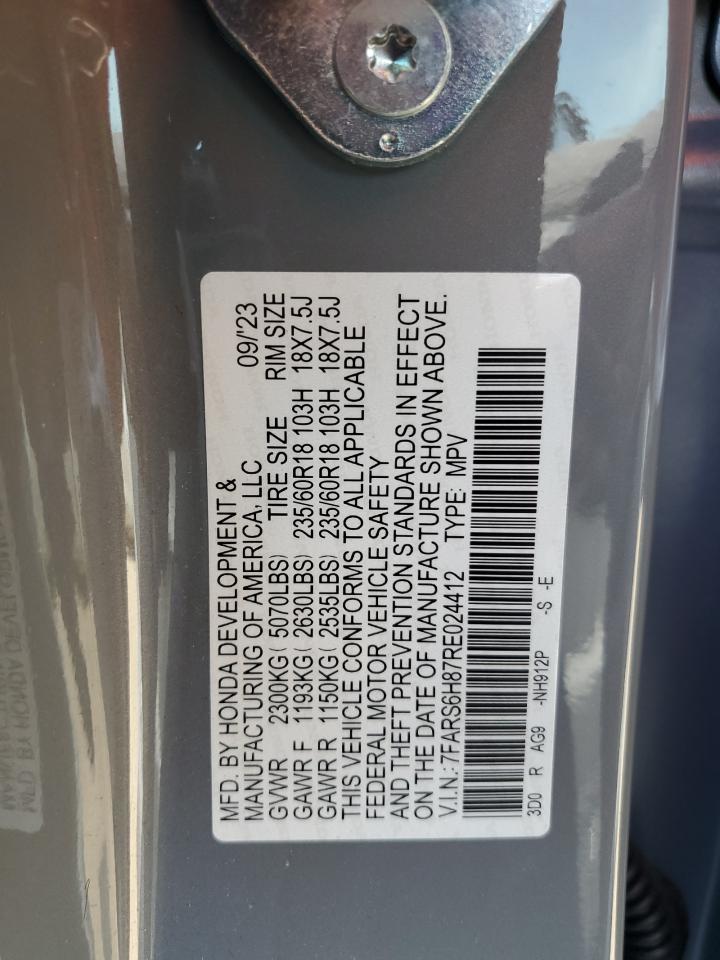 MFD. BY HONDA DEVELOPMENT &
MANUFACTURING OF AMERICA, LLC 09/'23
GVWR 2300KG( 5070LBS) TIRE SIZE RIM SIZE
GAWR F 1193KG( 2630LBS) 235/60R18 103H 18X7.5J
GAWR R 1150KG( 2535LBS) 235/60R18 103H 18X7.5J
THIS VEHICLE CONFORMS TO ALL APPLICABLE
FEDERAL MOTOR VEHICLE SAFETY
AND THEFT PREVENTION STANDARDS IN EFFECT
ON THE DATE OF MANUFACTURE SHOWN ABOVE.
V.I.N.: 7FARS6H87RE024412 TYPE: MPV
3D0 R AG9 -NH912P -S -E